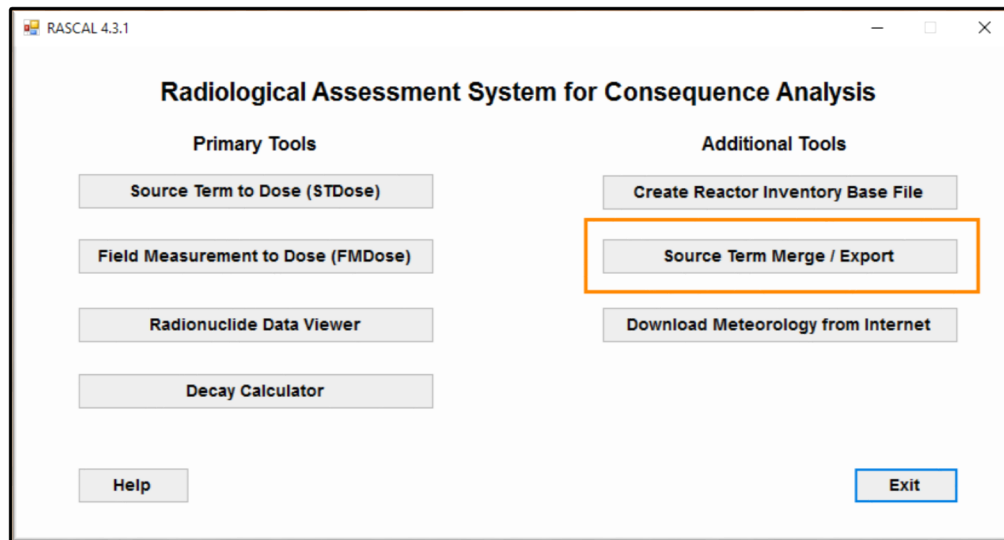 RASCAL 4.3.1
Radiological Assessment System for Consequence Analysis
Primary Tools
Source Term to Dose (STDose)
Field Measurement to Dose (FMDose)
Radionuclide Data Viewer
Decay Calculator
Additional Tools
Create Reactor Inventory Base File
Source Term Merge / Export
Download Meteorology from Internet
Help
Exit